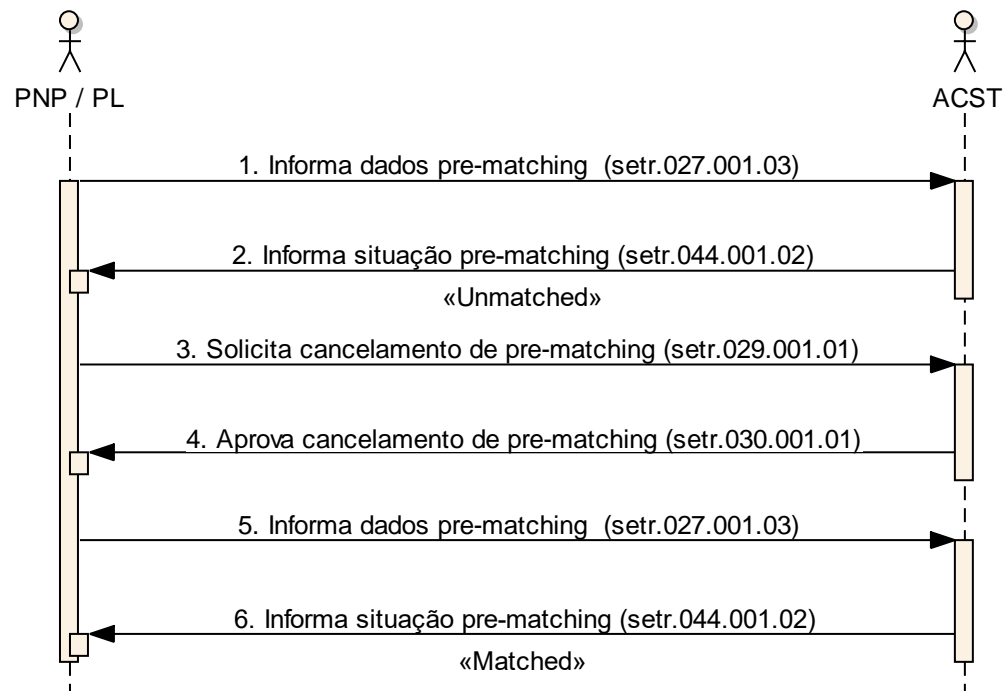 PNP / PL
ACST
1. Informa dados pre-matching (setr.027.001.03)
2. Informa situação pre-matching (setr.044.001.02)
«Unmatched»
3. Solicita cancelamento de pre-matching (setr.029.001.01)
4. Aprova cancelamento de pre-matching (setr.030.001.01)
5. Informa dados pre-matching (setr.027.001.03)
6. Informa situação pre-matching (setr.044.001.02)
«Matched»